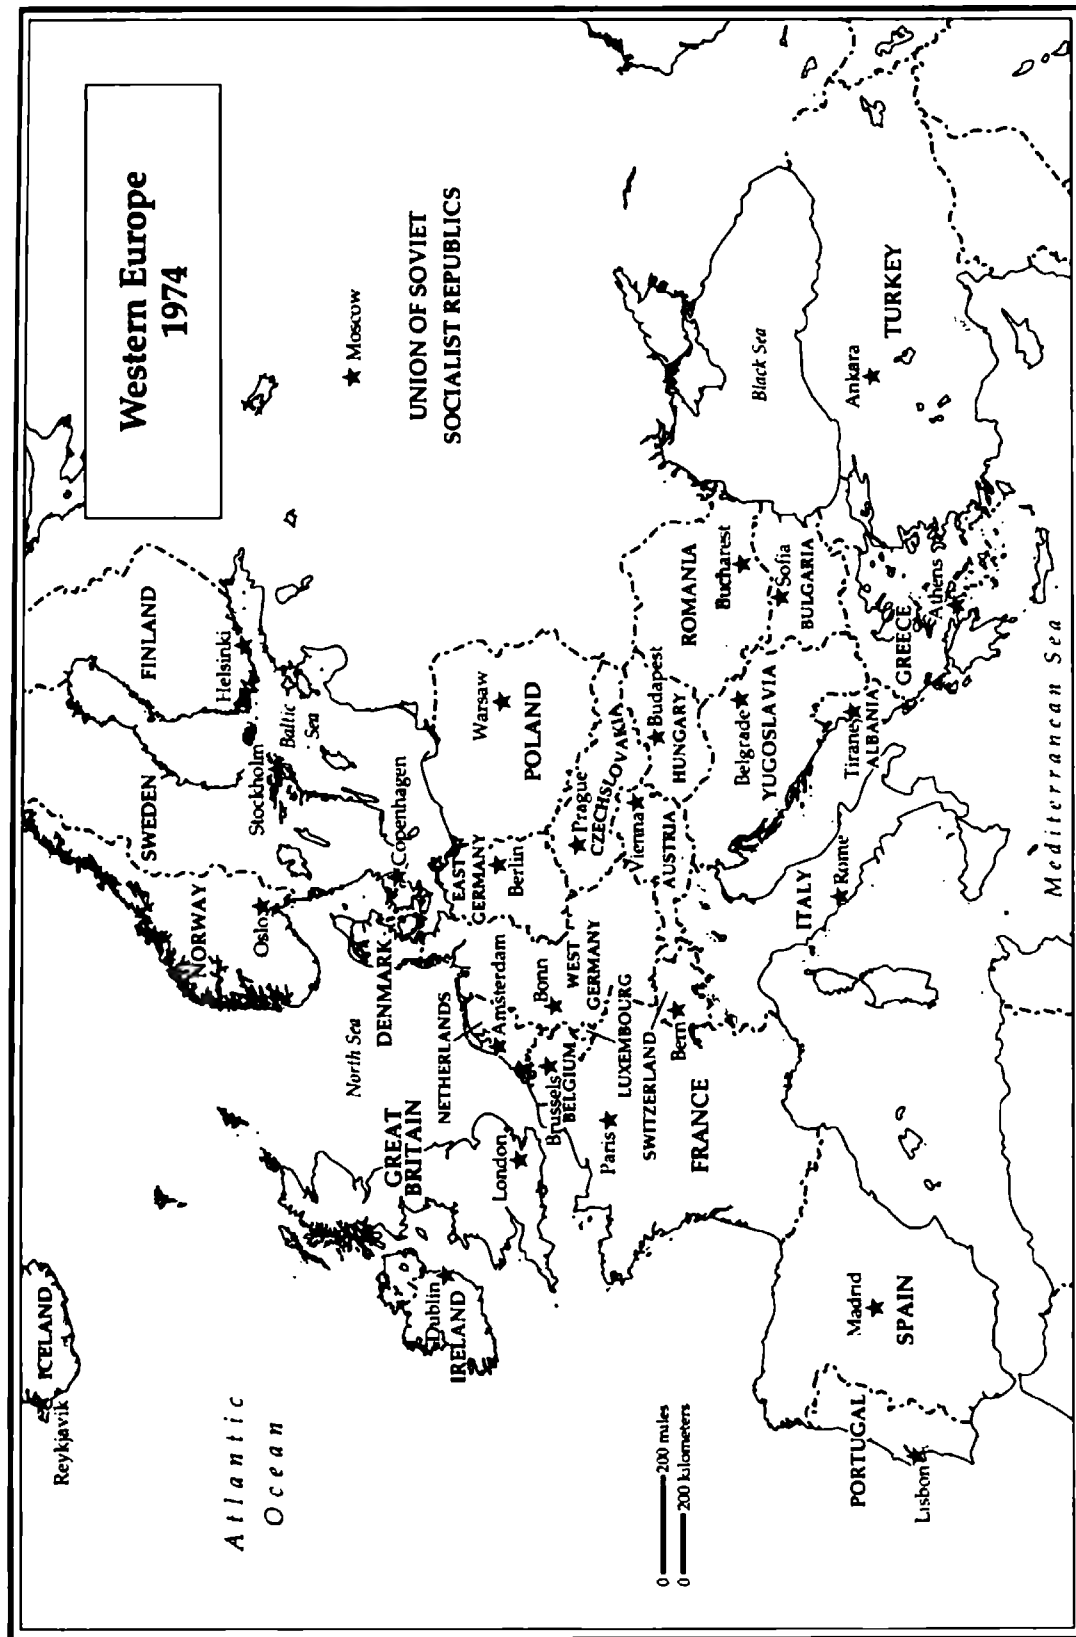 Western Europe
1974
ICELAND
Reykjavik
Atlantic
Ocean
NORWAY
Oslo
SWEDEN
Stockholm
FINLAND
Helsinki
Baltic
Sea
Moscow
UNION OF SOVIET
SOCIALIST REPUBLICS
North Sea
DENMARK
Copenhagen
GREAT
BRITAIN
London
Dublin
IRELAND
NETHERLANDS
Amsterdam
Brussels
BELGIUM
LUXEMBOURG
Bonn
WEST
GERMANY
EAST
GERMANY
Berlin
Warsaw
POLAND
Prague
CZECHSLOVAKIA
Vienna
AUSTRIA
Budapest
HUNGARY
ROMANIA
Bucharest
Paris
SWITZERLAND
Bern
FRANCE
Belgrade
YUGOSLAVIA
Sofia
BULGARIA
Black Sea
ITALY
Rome
Tirane
ALBANIA
GREECE
Athens
Ankara
TURKEY
Madrid
SPAIN
PORTUGAL
Lisbon
Mediterranean Sea
0 200 miles
0 200 kilometers